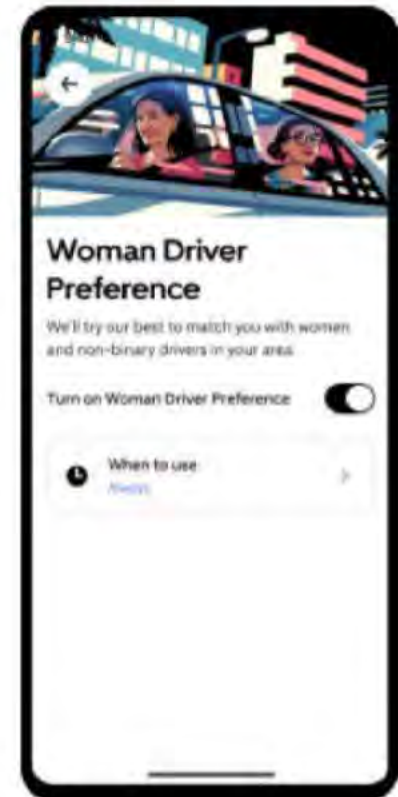 Woman Driver
Preference
We'll try our best to match you with women
and non-binary drivers in your area
Turn on Woman Driver Preference
When to use
Always